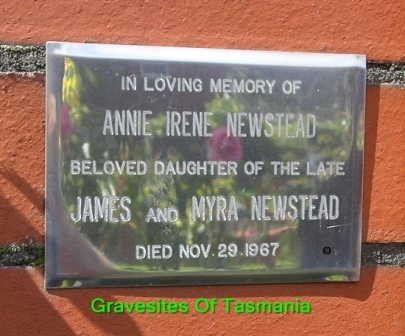 IN LOVING MEMORY OF
ANNIE IRENE NEWSTEAD
BELOVED DAUGHTER OF THE LATE
JAMES AND MYRA NEWSTEAD
DIED NOV. 29. 1967
Gravesites Of Tasmania